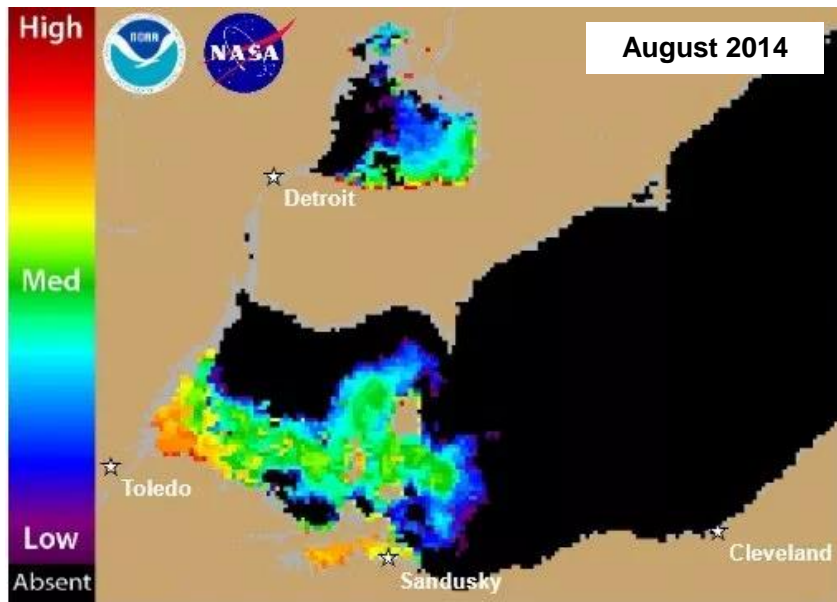 High
Med
Low
Absent
NOAA
NASA
August 2014
Detroit
Toledo
Sandusky
Cleveland